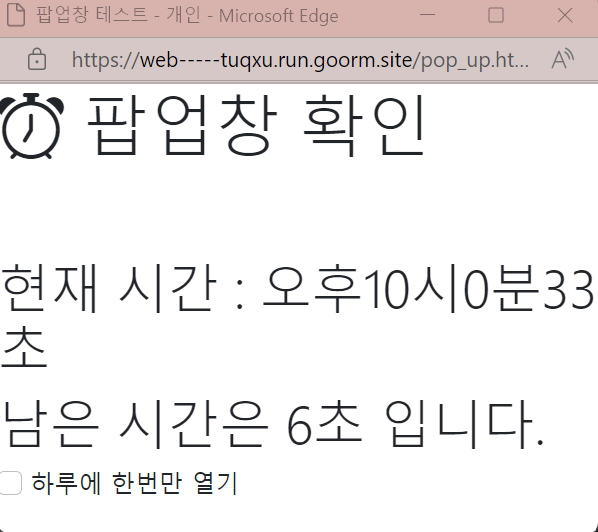 팝업창 테스트 - 개인 - Microsoft Edge
https://web-----tuqxu.run.goorm.site/pop_up.ht...
팝업창 확인
현재 시간 : 오후10시0분33
초
남은 시간은 6초 입니다.
하루에 한번만 열기